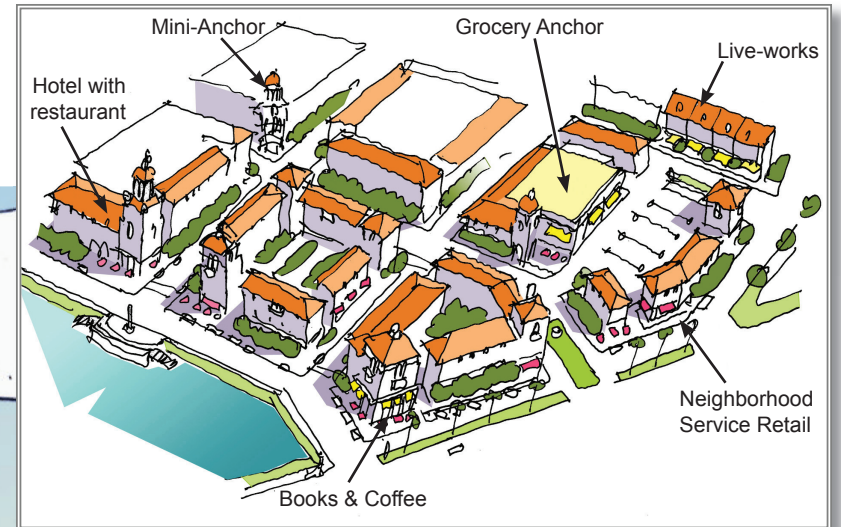 Mini-Anchor
Grocery Anchor
Live-works
Hotel with
restaurant
Neighborhood
Service Retail
Books & Coffee